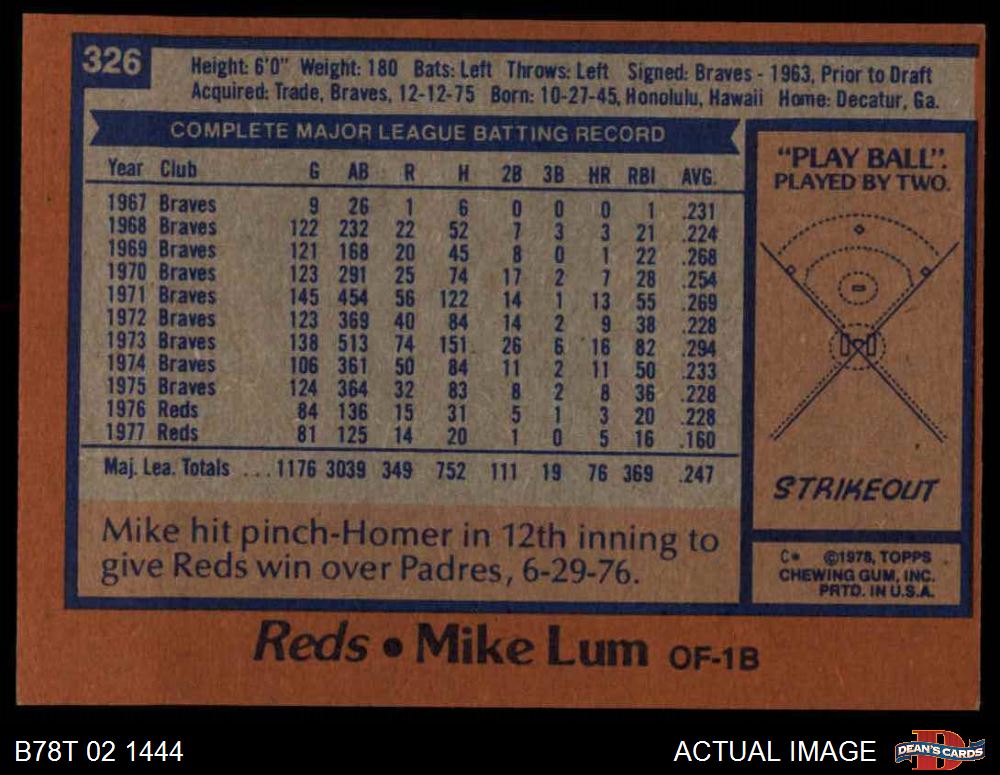 326
Height: 6'0" Weight: 180 Bats: Left Throws: Left Signed: Braves - 1963, Prior to Draft
Acquired: Trade, Braves, 12-12-75 Born: 10-27-45, Honolulu, Hawaii Home: Decatur, Ga.
COMPLETE MAJOR LEAGUE BATTING RECORD
Year Club G AB R H 2B 3B HR RBI AVG.
1967 Braves 9 26 1 6 0 0 0 1 .231
1968 Braves 122 232 22 52 7 3 3 21 .224
1969 Braves 121 168 20 45 8 0 1 22 .268
1970 Braves 123 291 25 74 17 2 7 28 .254
1971 Braves 145 454 56 122 14 1 13 55 .269
1972 Braves 123 369 40 84 14 2 9 38 .228
1973 Braves 138 513 74 151 26 6 16 82 .294
1974 Braves 106 361 50 84 11 2 11 50 .233
1975 Braves 124 364 32 83 8 2 8 36 .228
1976 Reds 84 136 15 31 5 1 3 20 .228
1977 Reds 81 125 14 20 1 0 5 16 .160
Maj. Lea. Totals ... 1176 3039 349 752 111 19 76 369 .247
Mike hit pinch-Homer in 12th inning to
give Reds win over Padres, 6-29-76.
"PLAY BALL".
PLAYED BY TWO.
STRIKEOUT
C* ©1978, TOPPS
CHEWING GUM, INC.
PRTD. IN U.S.A.
Reds • Mike Lum OF-1B
B78T 02 1444
ACTUAL IMAGE
DEAN'S CARDS